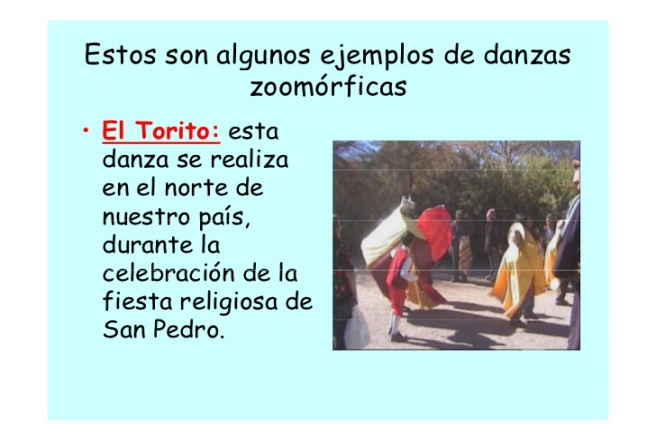 Estos son algunos ejemplos de danzas
zoomórficas
• El Torito: esta
danza se realiza
en el norte de
nuestro país,
durante la
celebración de la
fiesta religiosa de
San Pedro.